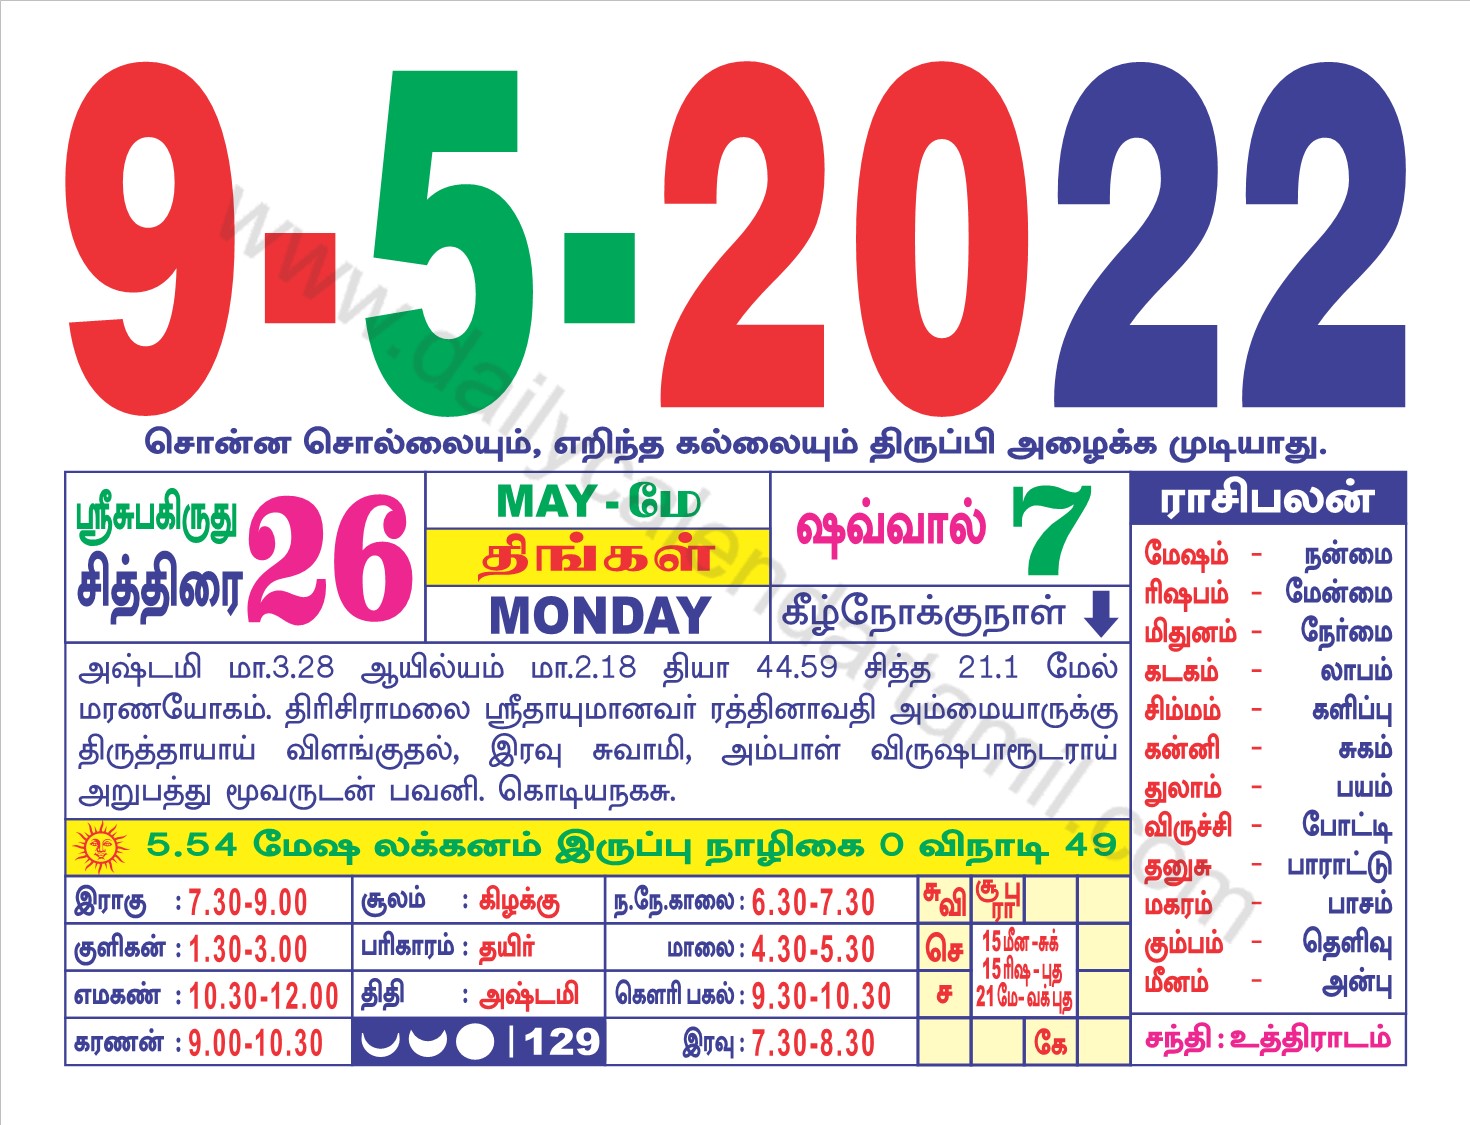 9-5-2022
சொன்ன சொல்லையும், எறிந்த கல்லையும் திருப்பி அழைக்க முடியாது.
ஸ்ரீசுபகிருது
சித்திரை 26
MAY - மே
திங்கள்
MONDAY
ஷவ்வால் 7
கீழ்நோக்குநாள்
அஷ்டமி மா.3.28 ஆயில்யம் மா.2.18 தியா 44.59 சித்த 21.1 மேல்
மரணயோகம். திரிசிராமலை ஸ்ரீதாயுமானவர் ரத்தினாவதி அம்மையாருக்கு
திருத்தாயாய் விளங்குதல், இரவு சுவாமி, அம்பாள் விருஷபாரூடராய்
அறுபத்து மூவருடன் பவனி. கொடியநகசு.
5.54 மேஷ லக்கனம் இருப்பு நாழிகை 0 விநாடி 49
இராகு : 7.30-9.00
குளிகன் : 1.30-3.00
எமகண் : 10.30-12.00
கரணன் : 9.00-10.30
சூலம் : கிழக்கு
பரிகாரம் : தயிர்
திதி : அஷ்டமி
129
ந.நே.காலை : 6.30-7.30
மாலை : 4.30-5.30
கௌரி பகல் : 9.30-10.30
இரவு : 7.30-8.30
சு வி
சூ பு ரா
செ
ச
15 மீன - சுக்
15 ரிஷ - புத
21 மே - வக் புத
கே
ராசிபலன்
மேஷம் - நன்மை
ரிஷபம் - மேன்மை
மிதுனம் - நேர்மை
கடகம் - லாபம்
சிம்மம் - களிப்பு
கன்னி - சுகம்
துலாம் - பயம்
விருச்சி - போட்டி
தனுசு - பாராட்டு
மகரம் - பாசம்
கும்பம் - தெளிவு
மீனம் - அன்பு
சந்தி : உத்திராடம்
www.dailycalendartamil.com